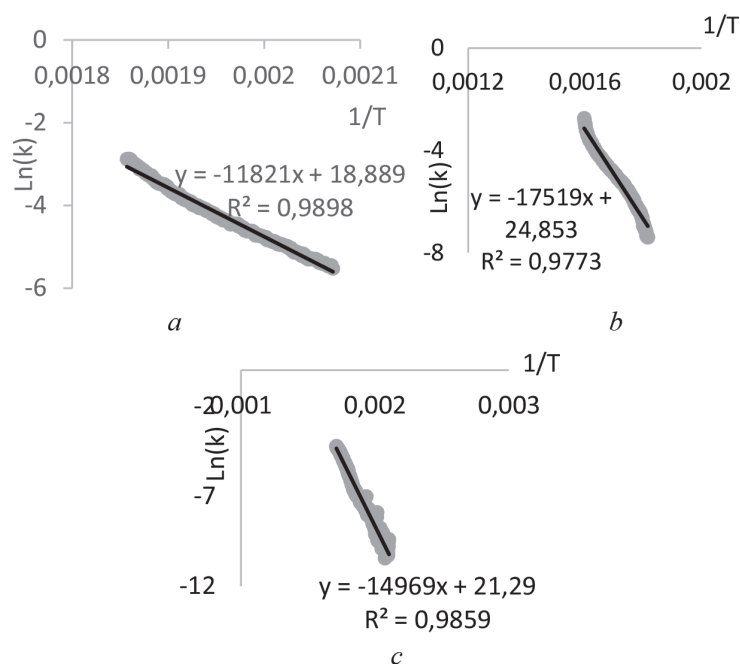 0
0,0018 0,0019 0,002 0,0021
1/T
-2
Ln(k)
y = -11821x + 18,889
-4
R² = 0,9898
-6
a
1/T
0
0,0012 0,0016 0,002
-4
Ln(k)
y = -17519x +
24,853
-8
R² = 0,9773
b
1/T
-2
0,001 0,002 0,003
Ln(k)
-7
-12
y = -14969x + 21,29
R² = 0,9859
c